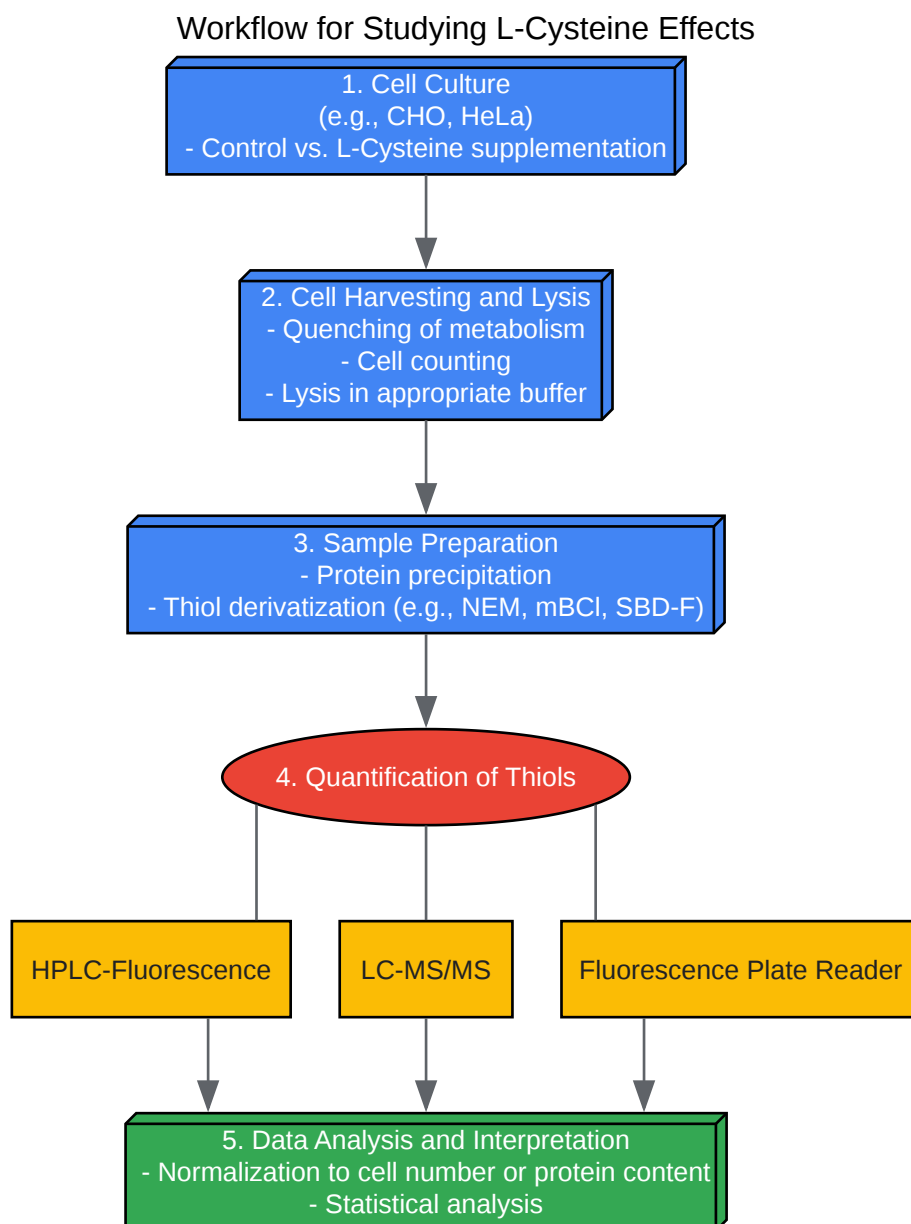 Workflow for Studying L-Cysteine Effects
1. Cell Culture
(e.g., CHO, HeLa)
- Control vs. L-Cysteine supplementation
2. Cell Harvesting and Lysis
- Quenching of metabolism
- Cell counting
- Lysis in appropriate buffer
3. Sample Preparation
- Protein precipitation
- Thiol derivatization (e.g., NEM, mBCl, SBD-F)
4. Quantification of Thiols
HPLC-Fluorescence
LC-MS/MS
Fluorescence Plate Reader
5. Data Analysis and Interpretation
- Normalization to cell number or protein content
- Statistical analysis